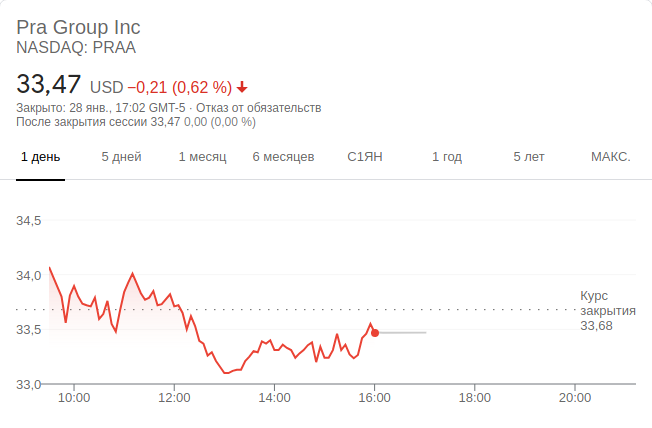 Pra Group Inc
NASDAQ: PRAA
33,47 USD −0,21 (0,62 %)
Закрыто: 28 янв., 17:02 GMT-5 · Отказ от обязательств
После закрытия сессии 33,47 0,00 (0,00 %)
1 день 5 дней 1 месяц 6 месяцев С1ЯН 1 год 5 лет МАКС.
34,5
34,0
Курс
закрытия
33,68
33,5
33,0
10:00 12:00 14:00 16:00 18:00 20:00